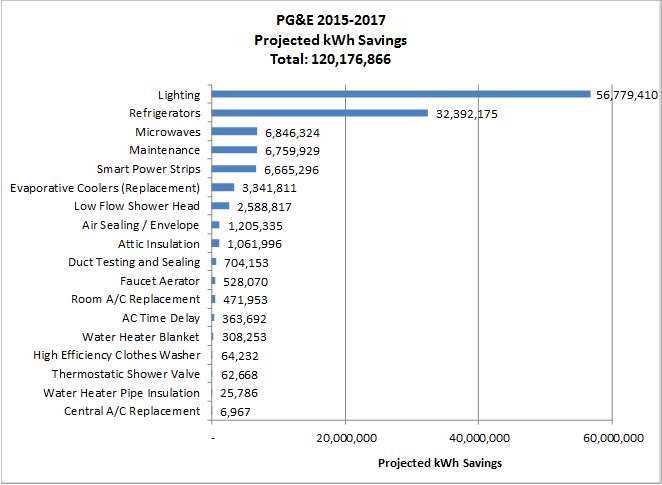 PG&E 2015-2017
Projected kWh Savings
Total: 120,176,866
Lighting 56,779,410
Refrigerators 32,392,175
Microwaves 6,846,324
Maintenance 6,759,929
Smart Power Strips 6,665,296
Evaporative Coolers (Replacement) 3,341,811
Low Flow Shower Head 2,588,817
Air Sealing / Envelope 1,205,335
Attic Insulation 1,061,996
Duct Testing and Sealing 704,153
Faucet Aerator 528,070
Room A/C Replacement 471,953
AC Time Delay 363,692
Water Heater Blanket 308,253
High Efficiency Clothes Washer 64,232
Thermostatic Shower Valve 62,668
Water Heater Pipe Insulation 25,786
Central A/C Replacement 6,967
- 20,000,000 40,000,000 60,000,000
Projected kWh Savings